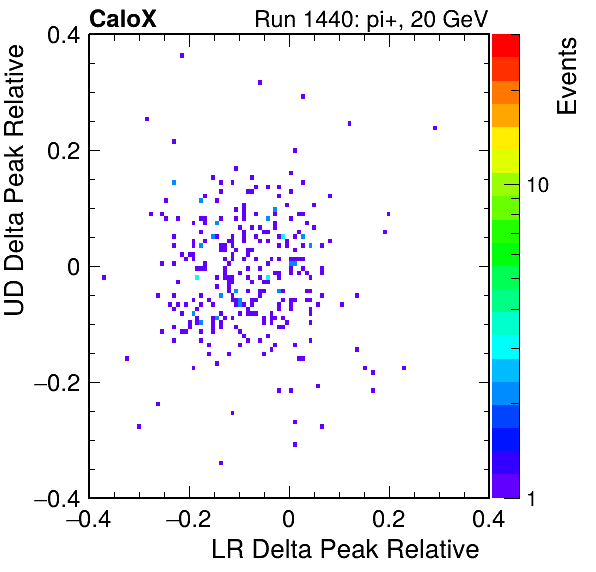 CaloX Run 1440: pi+, 20 GeV
Events
UD Delta Peak Relative
0.4
0.2
0
−0.2
−0.4
10
1
−0.4 −0.2 0 0.2 0.4
LR Delta Peak Relative